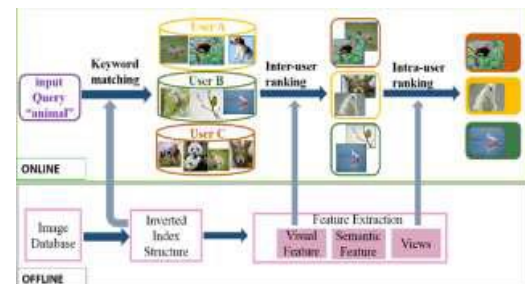 User A
Keyword
matching
input
Query
"animal"
User B
Inter-user
ranking
Intra-user
ranking
User C
ONLINE
Image
Database
Inverted
Index
Structure
Feature Extraction
Visual
Feature
Semantic
Feature
Views
OFFLINE